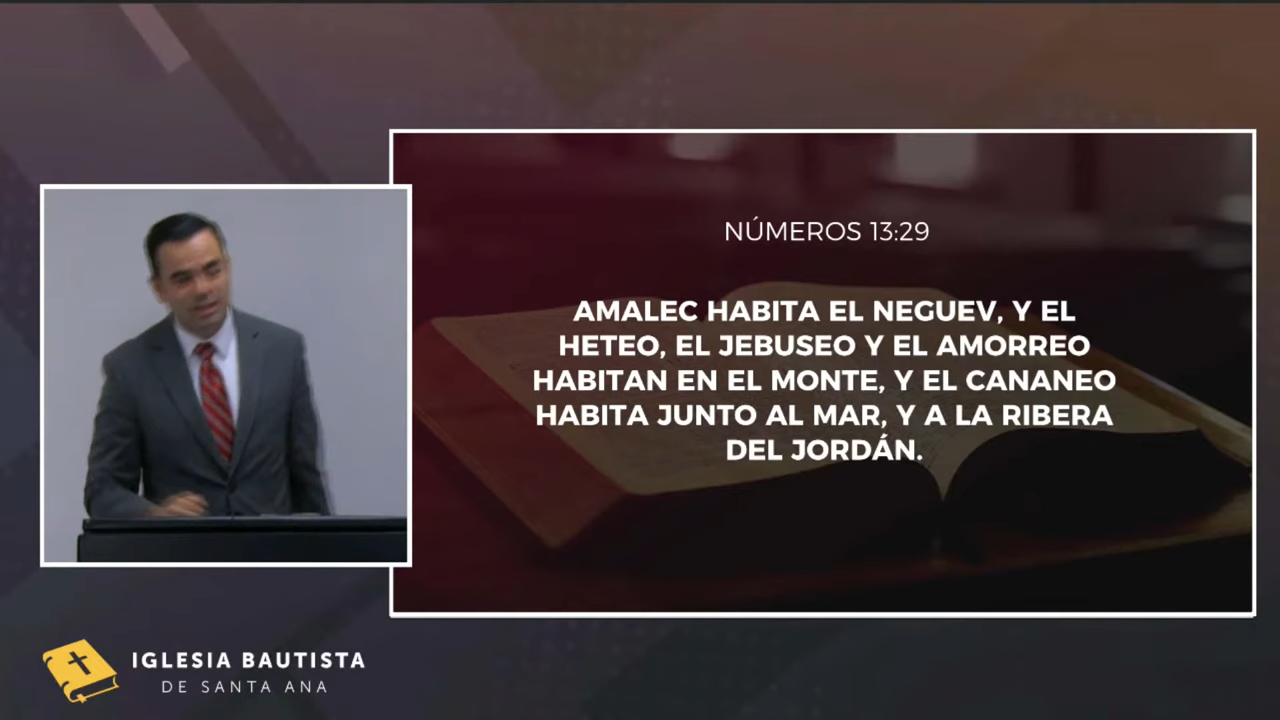 NÚMEROS 13:29
AMALEC HABITA EL NEGUEV, Y EL
HETEO, EL JEBUSEO Y EL AMORREO
HABITAN EN EL MONTE, Y EL CANANEO
HABITA JUNTO AL MAR, Y A LA RIBERA
DEL JORDÁN.
IGLESIA BAUTISTA
DE SANTA ANA